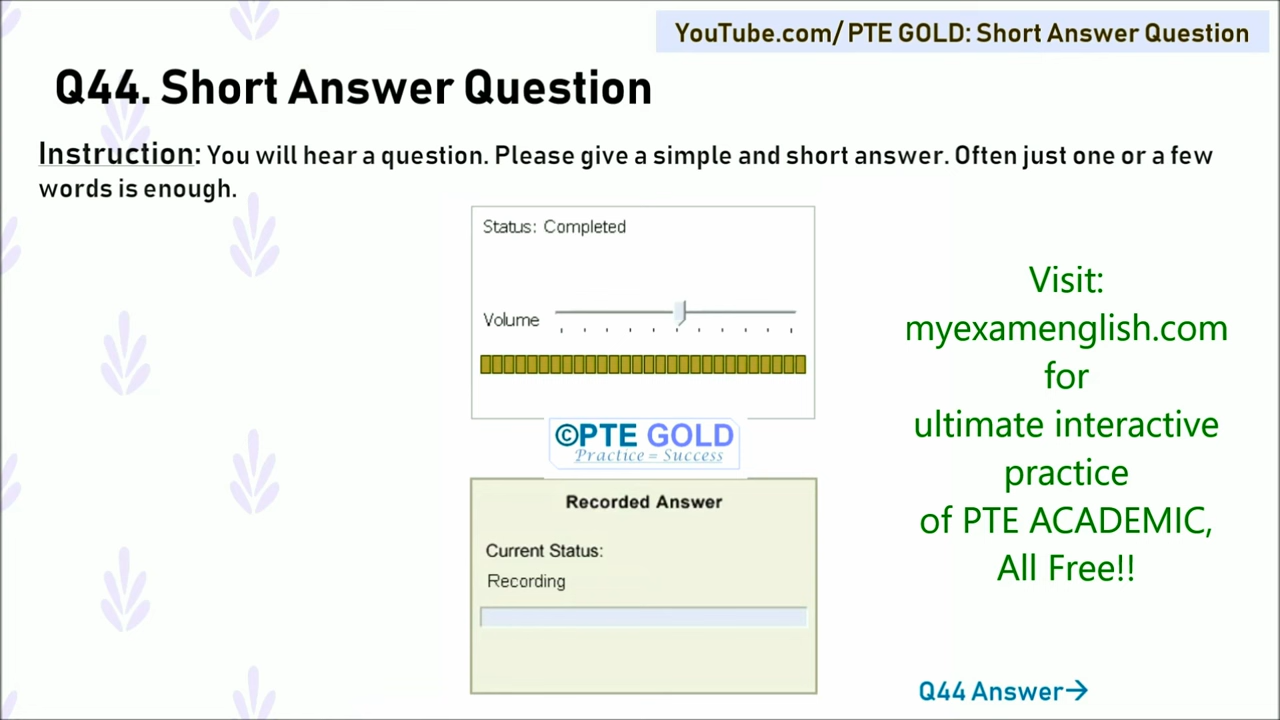 YouTube.com/ PTE GOLD: Short Answer Question
Q44. Short Answer Question
Instruction: You will hear a question. Please give a simple and short answer. Often just one or a few
words is enough.
Status: Completed
Volume
©PTE GOLD
Practice = Success
Recorded Answer
Current Status:
Recording
Visit:
myexamenglish.com
for
ultimate interactive
practice
of PTE ACADEMIC,
All Free!!
Q44 Answer→